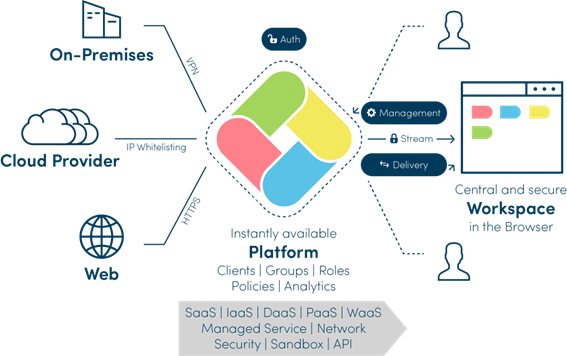 On-Premises
VPN
Auth
Cloud Provider
IP Whitelisting
Management
Stream
Delivery
Central and secure
Workspace
in the Browser
HTTPS
Web
Instantly available
Platform
Clients | Groups | Roles
Policies | Analytics
SaaS | IaaS | DaaS | PaaS | WaaS
Managed Service | Network
Security | Sandbox | API